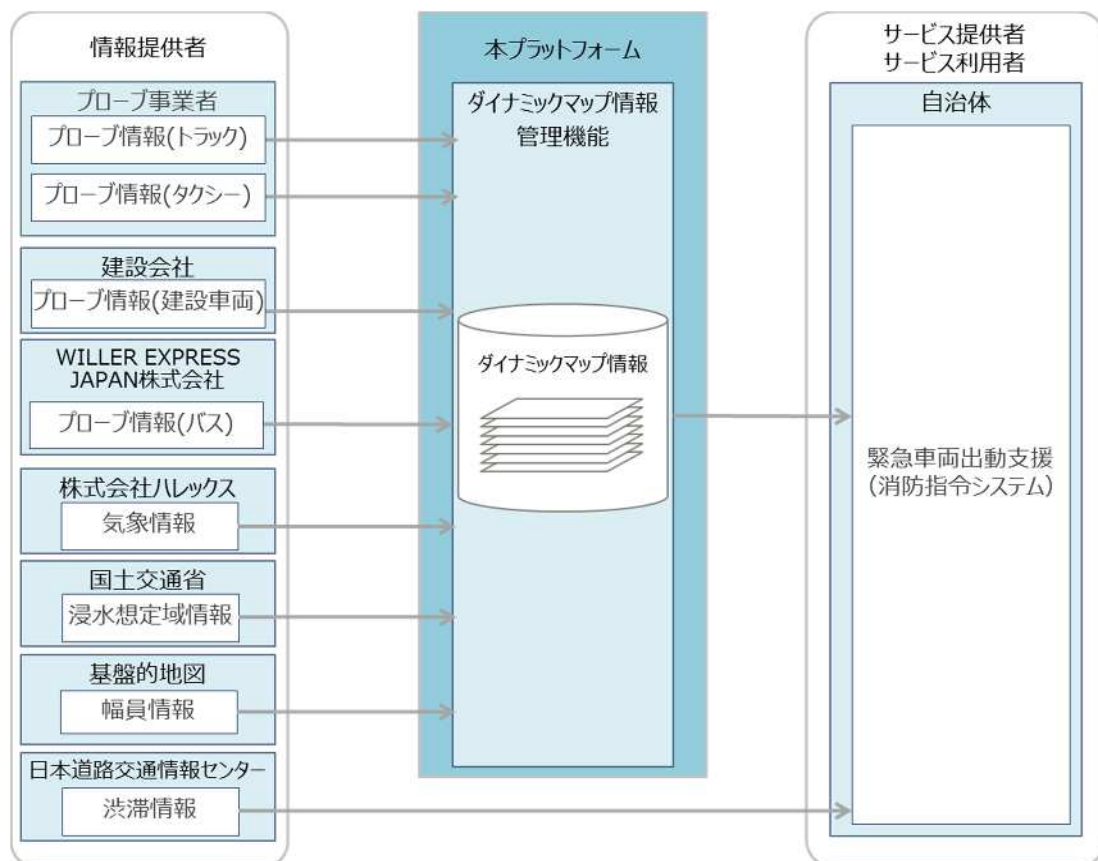 情報提供者
プローブ事業者
プローブ情報(トラック)
プローブ情報(タクシー)
建設会社
プローブ情報(建設車両)
WILLER EXPRESS
JAPAN株式会社
プローブ情報(バス)
株式会社ハレックス
気象情報
国土交通省
浸水想定域情報
基盤的地図
幅員情報
日本道路交通情報センター
渋滞情報
本プラットフォーム
ダイナミックマップ情報
管理機能
ダイナミックマップ情報
サービス提供者
サービス利用者
自治体
緊急車両出動支援
(消防指令システム)